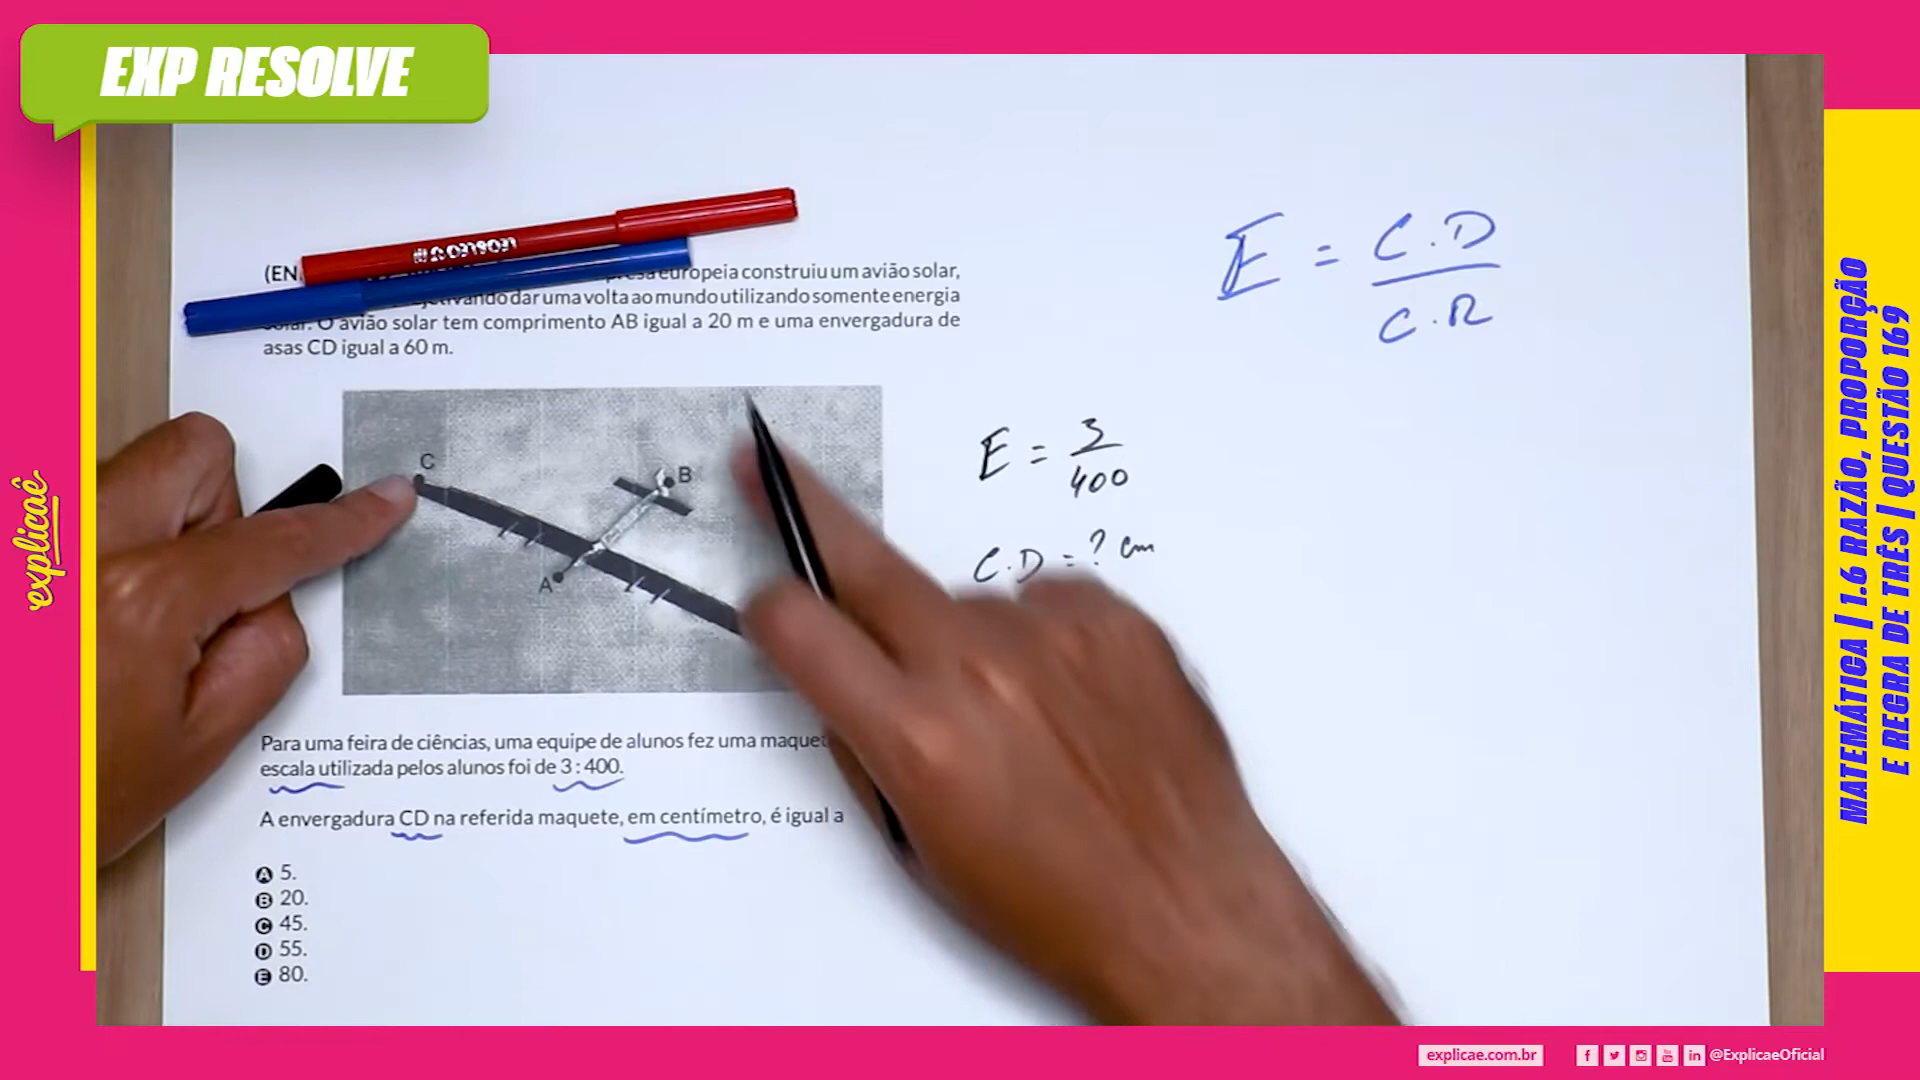 EXP RESOLVE
(EN
europeia construiu um avião solar,
dar uma volta ao mundo utilizando somente energia
O avião solar tem comprimento AB igual a 20 m e uma envergadura de
asas CD igual a 60 m.
C
B
A
Para uma feira de ciências, uma equipe de alunos fez uma
escala utilizada pelos alunos foi de 3 : 400.
A envergadura CD na referida maquete, em centímetro, é igual a
A 5.
B 20.
C 45.
D 55.
E 80.
E = C.D / C.R
E = 3 / 400
C.D = ? cm
explicaê
MATEMÁTICA | 1.6 RAZÃO, PROPORÇÃO
E REGRA DE TRÊS | QUESTÃO 169
explicae.com.br
@ExplicaeOficial